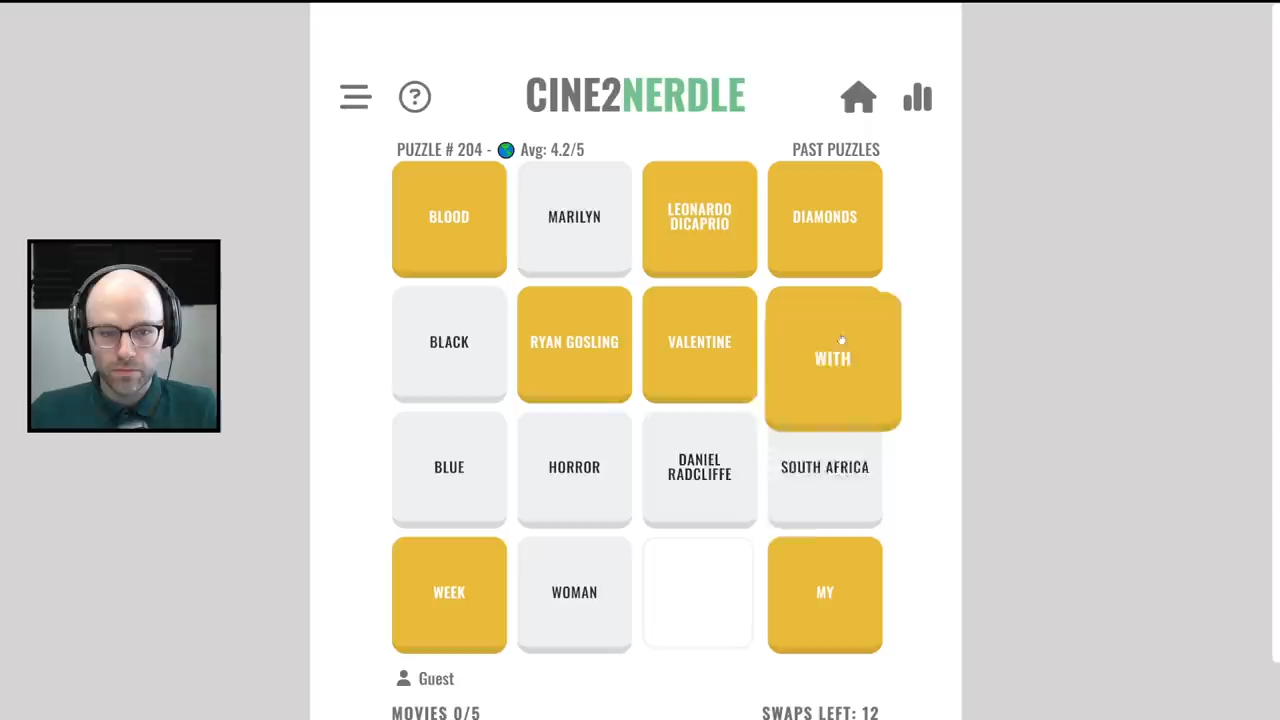 CINE2NERDLE
PUZZLE # 204 - Avg: 4.2/5
PAST PUZZLES
BLOOD
MARILYN
LEONARDO
DICAPRIO
DIAMONDS
BLACK
RYAN GOSLING
VALENTINE
WITH
BLUE
HORROR
DANIEL
RADCLIFFE
SOUTH AFRICA
WEEK
WOMAN
MY
Guest
MOVIES 0/5
SWAPS LEFT: 12